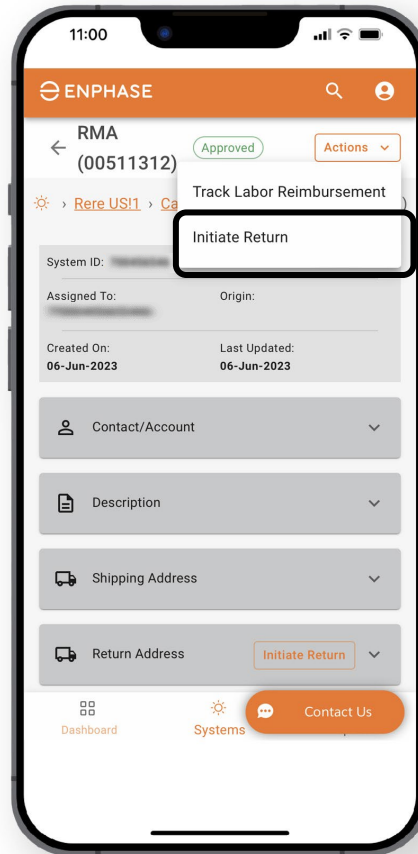 11:00
ENPHASE
RMA
(00511312)
Approved
Actions
Track Labor Reimbursement
Rere US!1 › Ca
)
Initiate Return
System ID:
Assigned To: Origin:
Created On: Last Updated:
06-Jun-2023 06-Jun-2023
Contact/Account
Description
Shipping Address
Return Address Initiate Return
Contact Us
Dashboard Systems